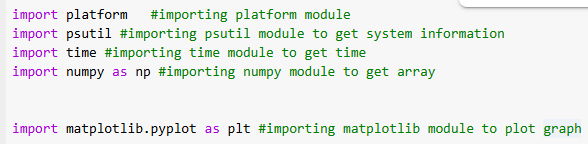 import platform   #importing platform module
import psutil #importing psutil module to get system information
import time #importing time module to get time
import numpy as np #importing numpy module to get array
import matplotlib.pyplot as plt #importing matplotlib module to plot graph